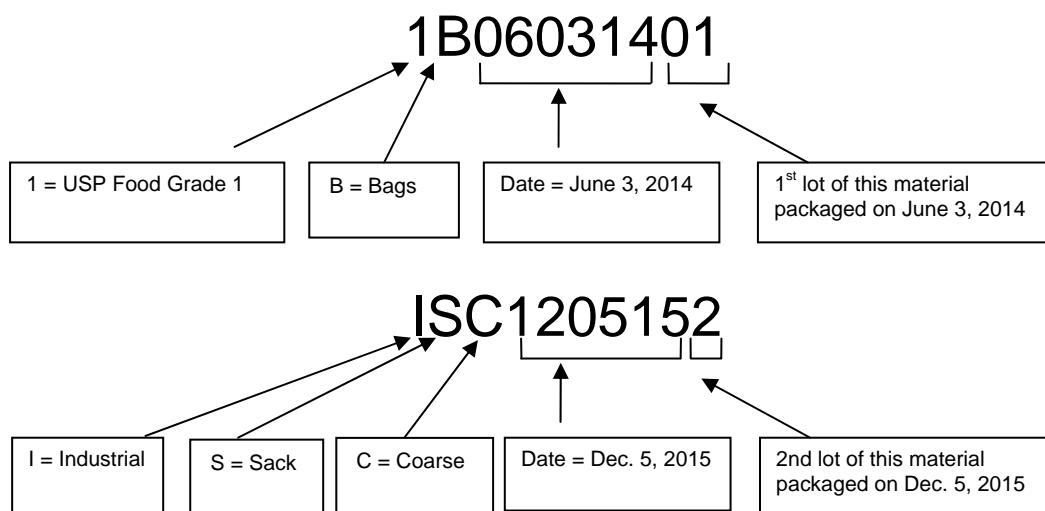 1B06031401
1 = USP Food Grade 1
B = Bags
Date = June 3, 2014
1st lot of this material
packaged on June 3, 2014
ISC1205152
I = Industrial
S = Sack
C = Coarse
Date = Dec. 5, 2015
2nd lot of this material
packaged on Dec. 5, 2015